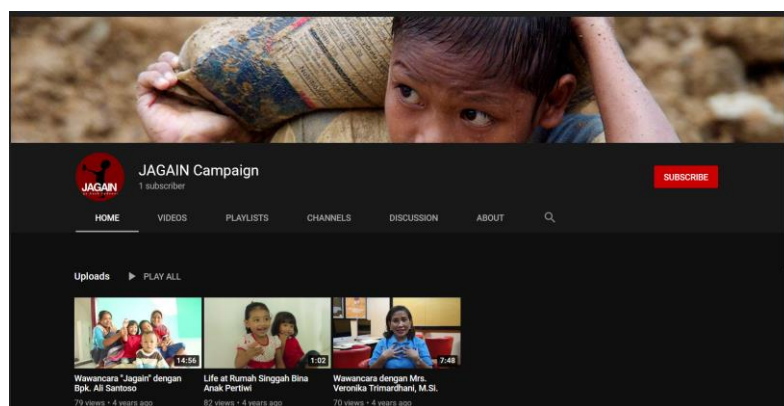 JAGAIN
JAGAIN Campaign
1 subscriber
SUBSCRIBE
HOME VIDEOS PLAYLISTS CHANNELS DISCUSSION ABOUT
Uploads PLAY ALL
14:56
1:02
7:48
Wawancara "Jagain" dengan
Bpk. Ali Santoso
79 views • 4 years ago
Life at Rumah Singgah Bina
Anak Pertiwi
82 views • 4 years ago
Wawancara dengan Mrs.
Veronika Trimardhani, M.Si.
70 views • 4 years ago